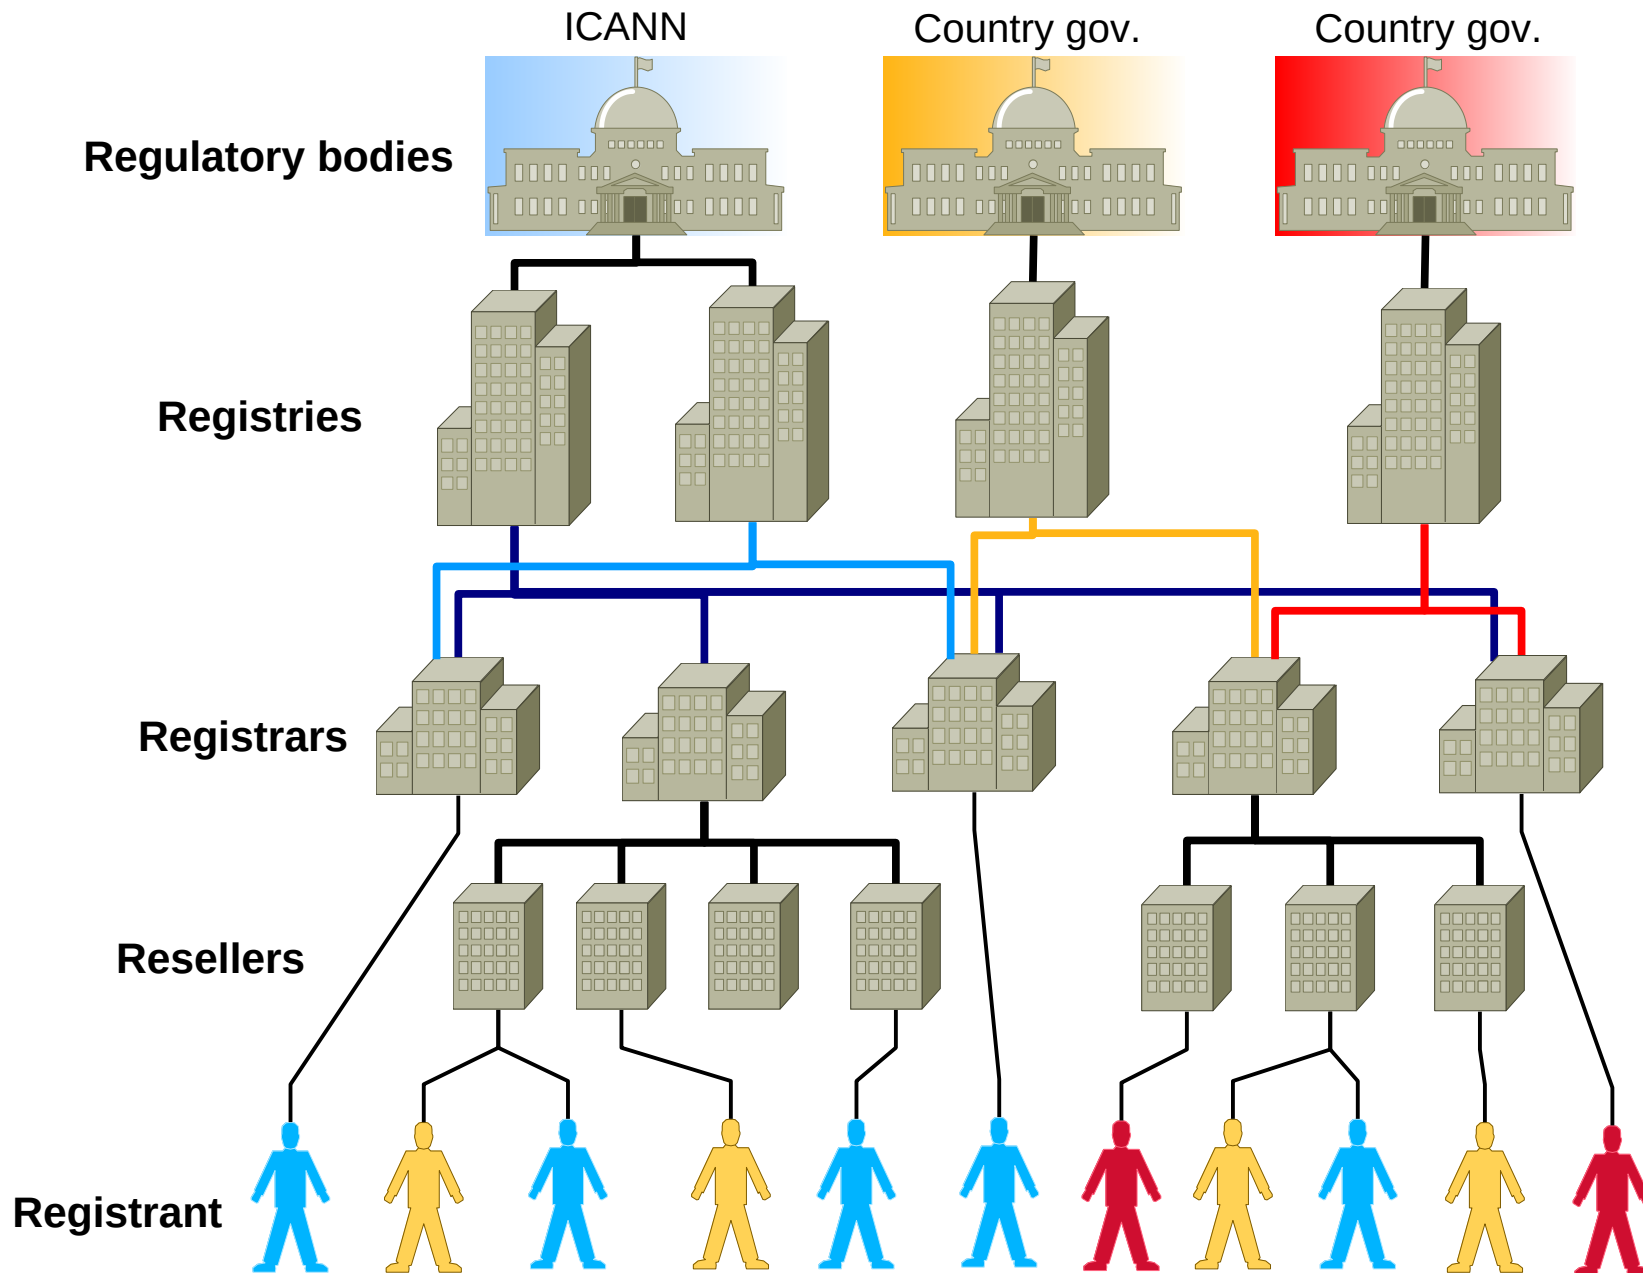 ICANN
Country gov.
Country gov.
Regulatory bodies
Registries
Registrars
Resellers
Registrant